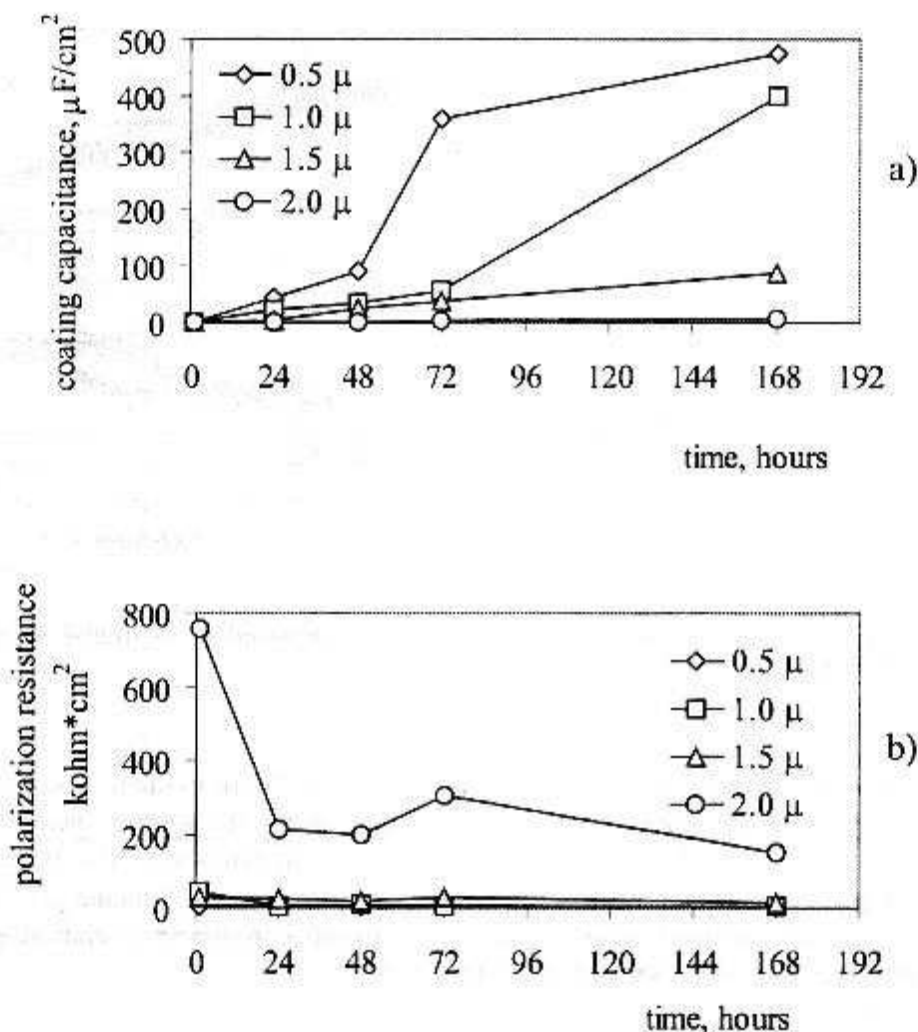 coating capacitance, µF/cm²
500
400
300
200
100
0
0.5 µ
1.0 µ
1.5 µ
2.0 µ
a)
0 24 48 72 96 120 144 168 192
time, hours
polarization resistance
kohm*cm²
800
600
400
200
0
0.5 µ
1.0 µ
1.5 µ
2.0 µ
b)
0 24 48 72 96 120 144 168 192
time, hours